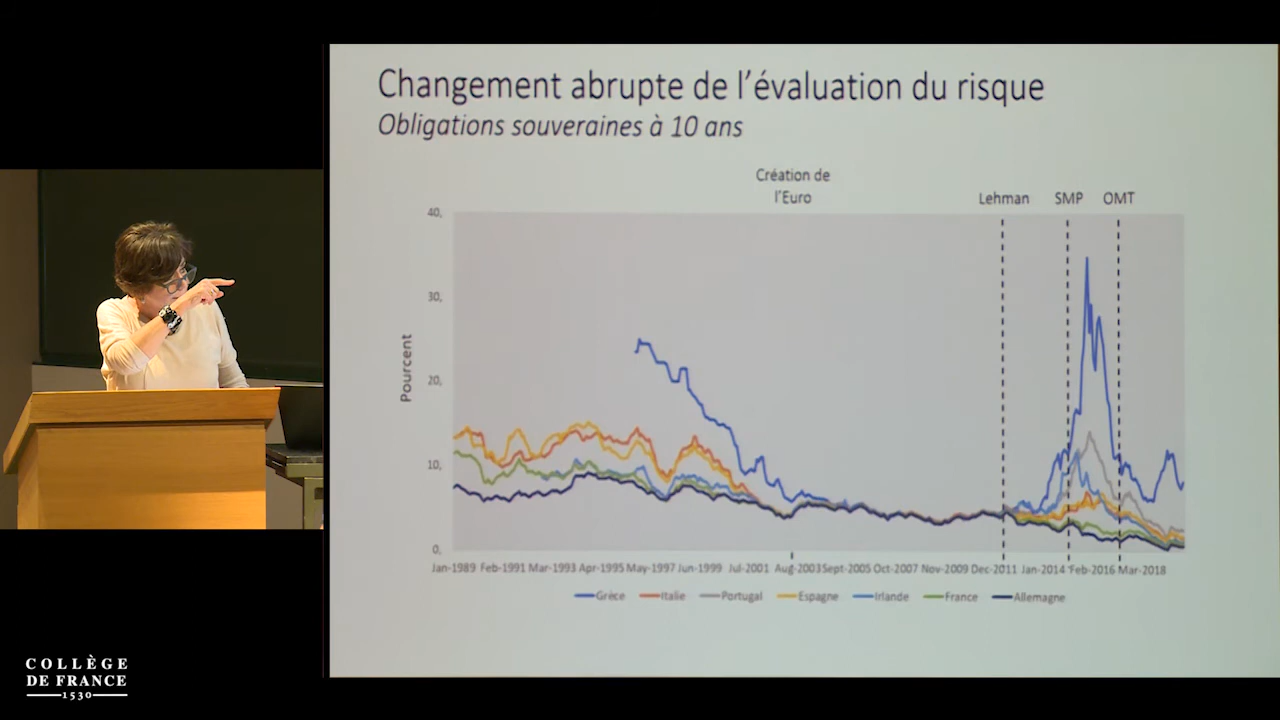 Changement abrupte de l'évaluation du risque
Obligations souveraines à 10 ans
Création de
l'Euro
Lehman SMP OMT
40,
30,
20,
10,
0,
Pourcent
Jan-1989 Feb-1991 Mar-1993 Apr-1995 May-1997 Jun-1999 Jul-2001 Aug-2003 Sept-2005 Oct-2007 Nov-2009 Dec-2011 Jan-2014 Feb-2016 Mar-2018
Grèce Italie Portugal Espagne Irlande France Allemagne
COLLÈGE
DE FRANCE
1530